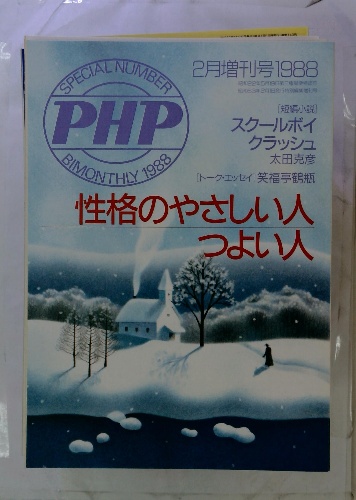 SPECIAL NUMBER
PHP
BIMONTHLY 1988
2月増刊号1988
[短編小説]
スクールボイ
クラッシュ
太田克彦
[トーク・エッセイ] 笑福亭鶴瓶
性格のやさしい人
つよい人